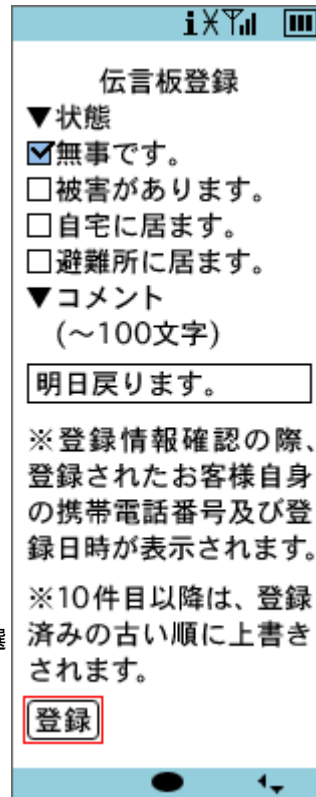 伝言板登録
▼状態
☑無事です。
□被害があります。
□自宅に居ます。
□避難所に居ます。
▼コメント
(～100文字)
明日戻ります。
※登録情報確認の際、
登録されたお客様自身
の携帯電話番号及び登
録日時が表示されます。
※10件目以降は、登録
済みの古い順に上書き
されます。
登録